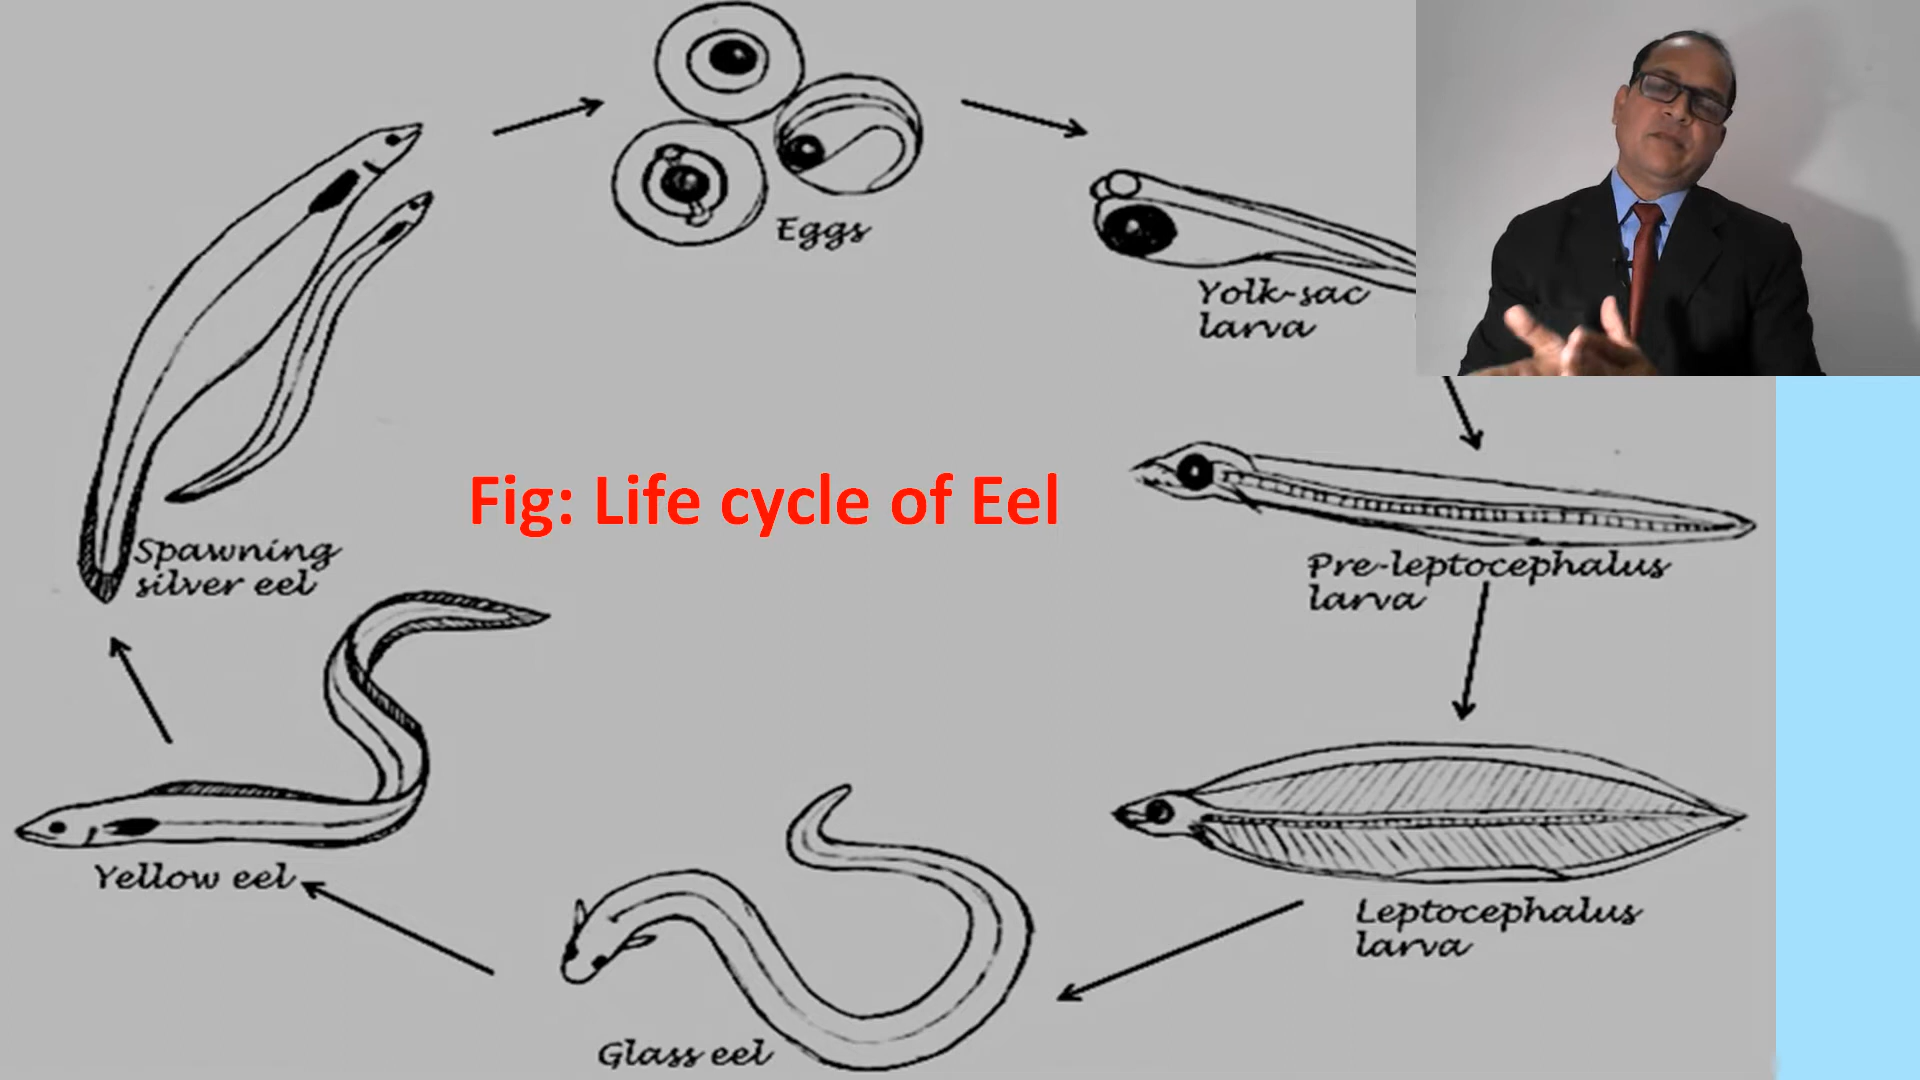 Eggs
Yolk-sac
larva
Fig: Life cycle of Eel
Pre-leptocephalus
larva
Spawning
silver eel
Yellow eel
Leptocephalus
larva
Glass eel